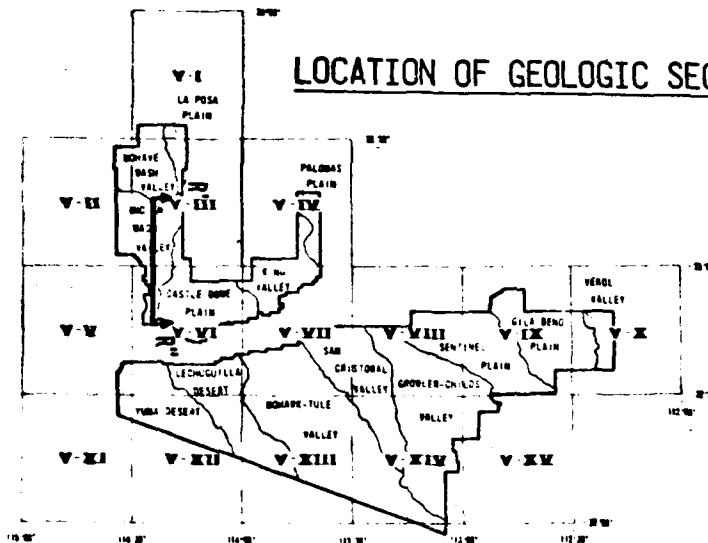 LOCATION OF GEOLOGIC SEC
V-I
LA POSA
PLAIN
MOHAVE
WASH
VALLEY
PALOMAS
PLAIN
V-II
V-III
V-IV
VALLEY
KING
VALLEY
CASTLE DOME
PLAIN
VALLEY
GILA BEND
PLAIN
V-V
V-VI
V-VII
V-VIII
V-IX
V-X
SAN
CRISTOBAL
VALLEY
SENTINEL
PLAIN
LECHUGUILLA
DESERT
GROWLER-CHILDS
VALLEY
YUMA DESERT
MOHAWK-TULE
VALLEY
V-XI
V-XII
V-XIII
V-XIV
V-XV